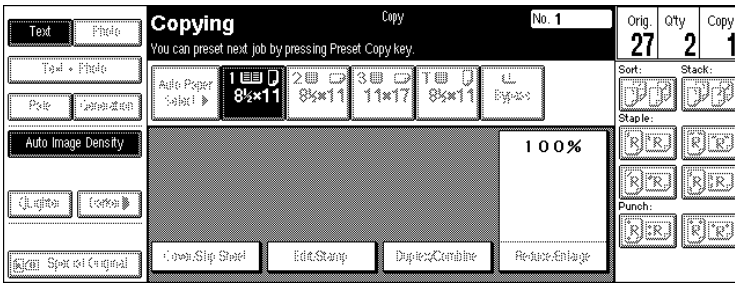 Text Photo
Text + Photo
Pale Generation
Auto Image Density
Lighter Darker
Special Original
Copying
Copy
No. 1
You can preset next job by pressing Preset Copy key.
Auto Paper
Select
1
8½×11
2
8½×11
3
11×17
T
8½×11
Bypass
100%
Cover/Slip Sheet
Edit/Stamp
Duplex/Combine
Reduce/Enlarge
Orig. Q'ty Copy
27 2 1
Sort: Stack:
Staple:
R R R R
R R R R
Punch:
R R R R